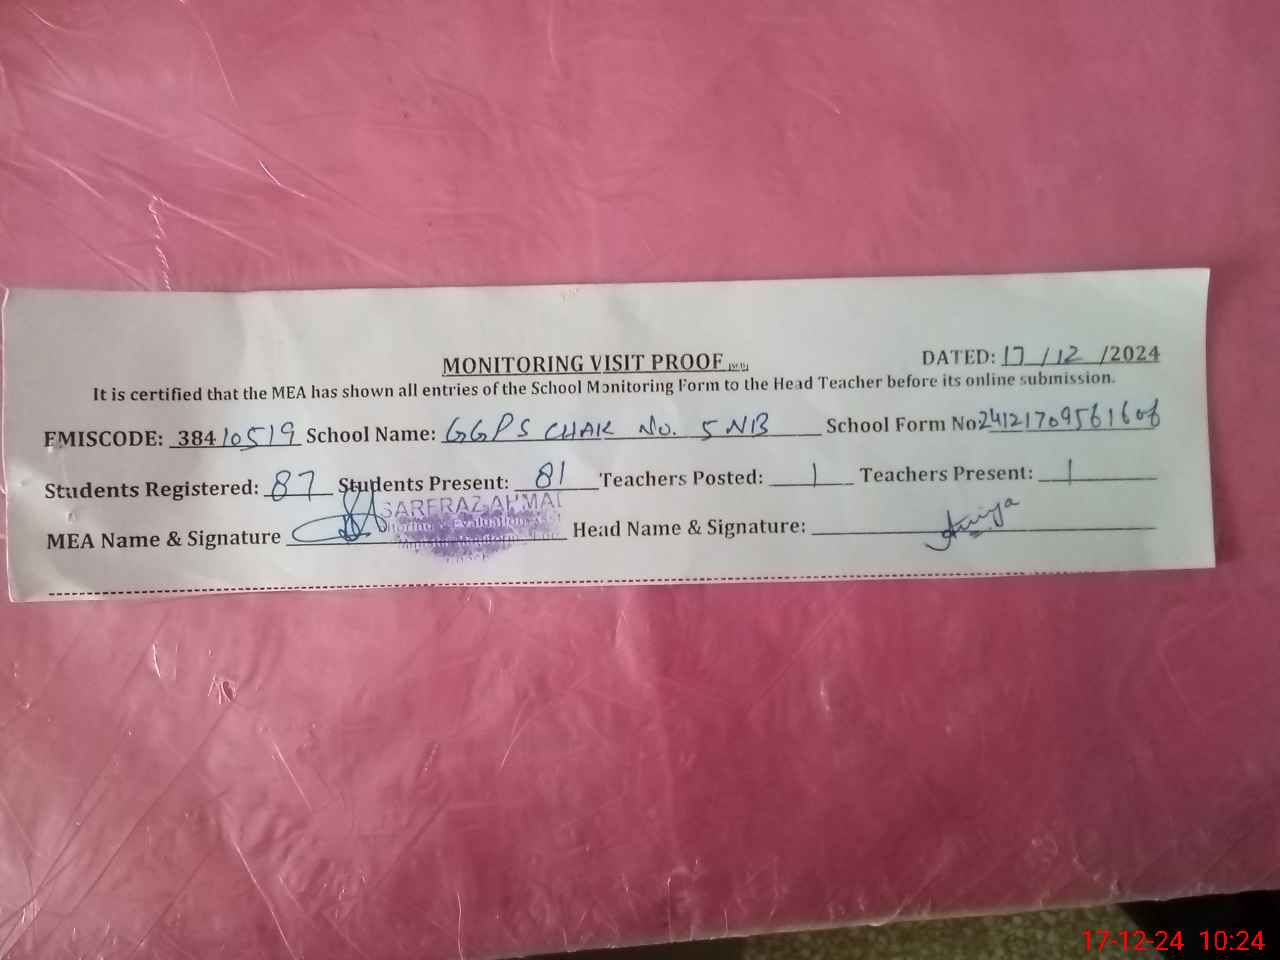 MONITORING VISIT PROOF
DATED: 17/12/2024
It is certified that the MEA has shown all entries of the School Monitoring Form to the Head Teacher before its online submission.
EMISCODE: 38410519 School Name: GGPS CHAK No. 5 NB School Form No 24121709561608
Students Registered: 87 Students Present: 81 Teachers Posted: 1 Teachers Present: 1
SARFRAZ AHMAD
Evaluation
MEA Name & Signature Head Name & Signature:
17-12-24 10:24